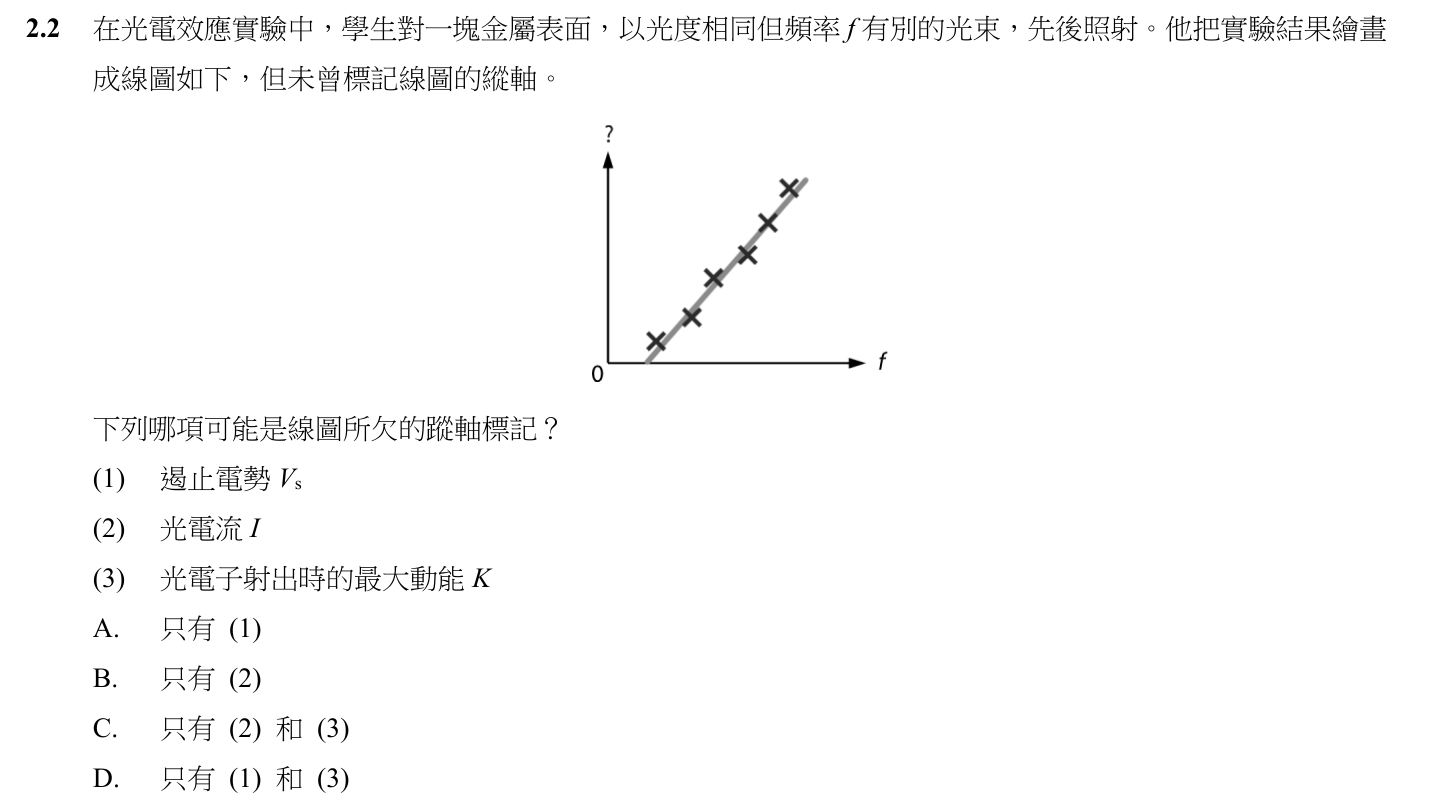 2.2 在光電效應實驗中，學生對一塊金屬表面，以光度相同但頻率 f 有別的光束，先後照射。他把實驗結果繪畫
成線圖如下，但未曾標記線圖的縱軸。
?
f
0
下列哪項可能是線圖所欠的蹤軸標記？
(1) 遏止電勢 Vs
(2) 光電流 I
(3) 光電子射出時的最大動能 K
A. 只有 (1)
B. 只有 (2)
C. 只有 (2) 和 (3)
D. 只有 (1) 和 (3)